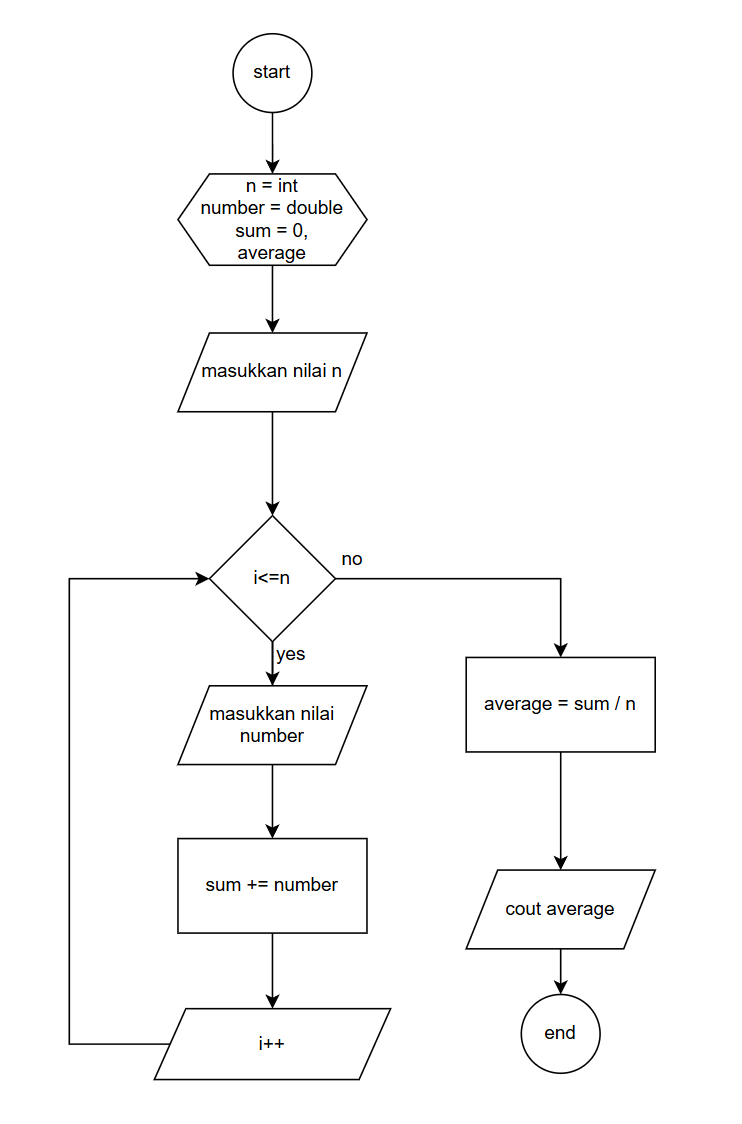 start
n = int
number = double
sum = 0,
average
masukkan nilai n
i<=n
no
yes
masukkan nilai
number
average = sum / n
sum += number
cout average
i++
end